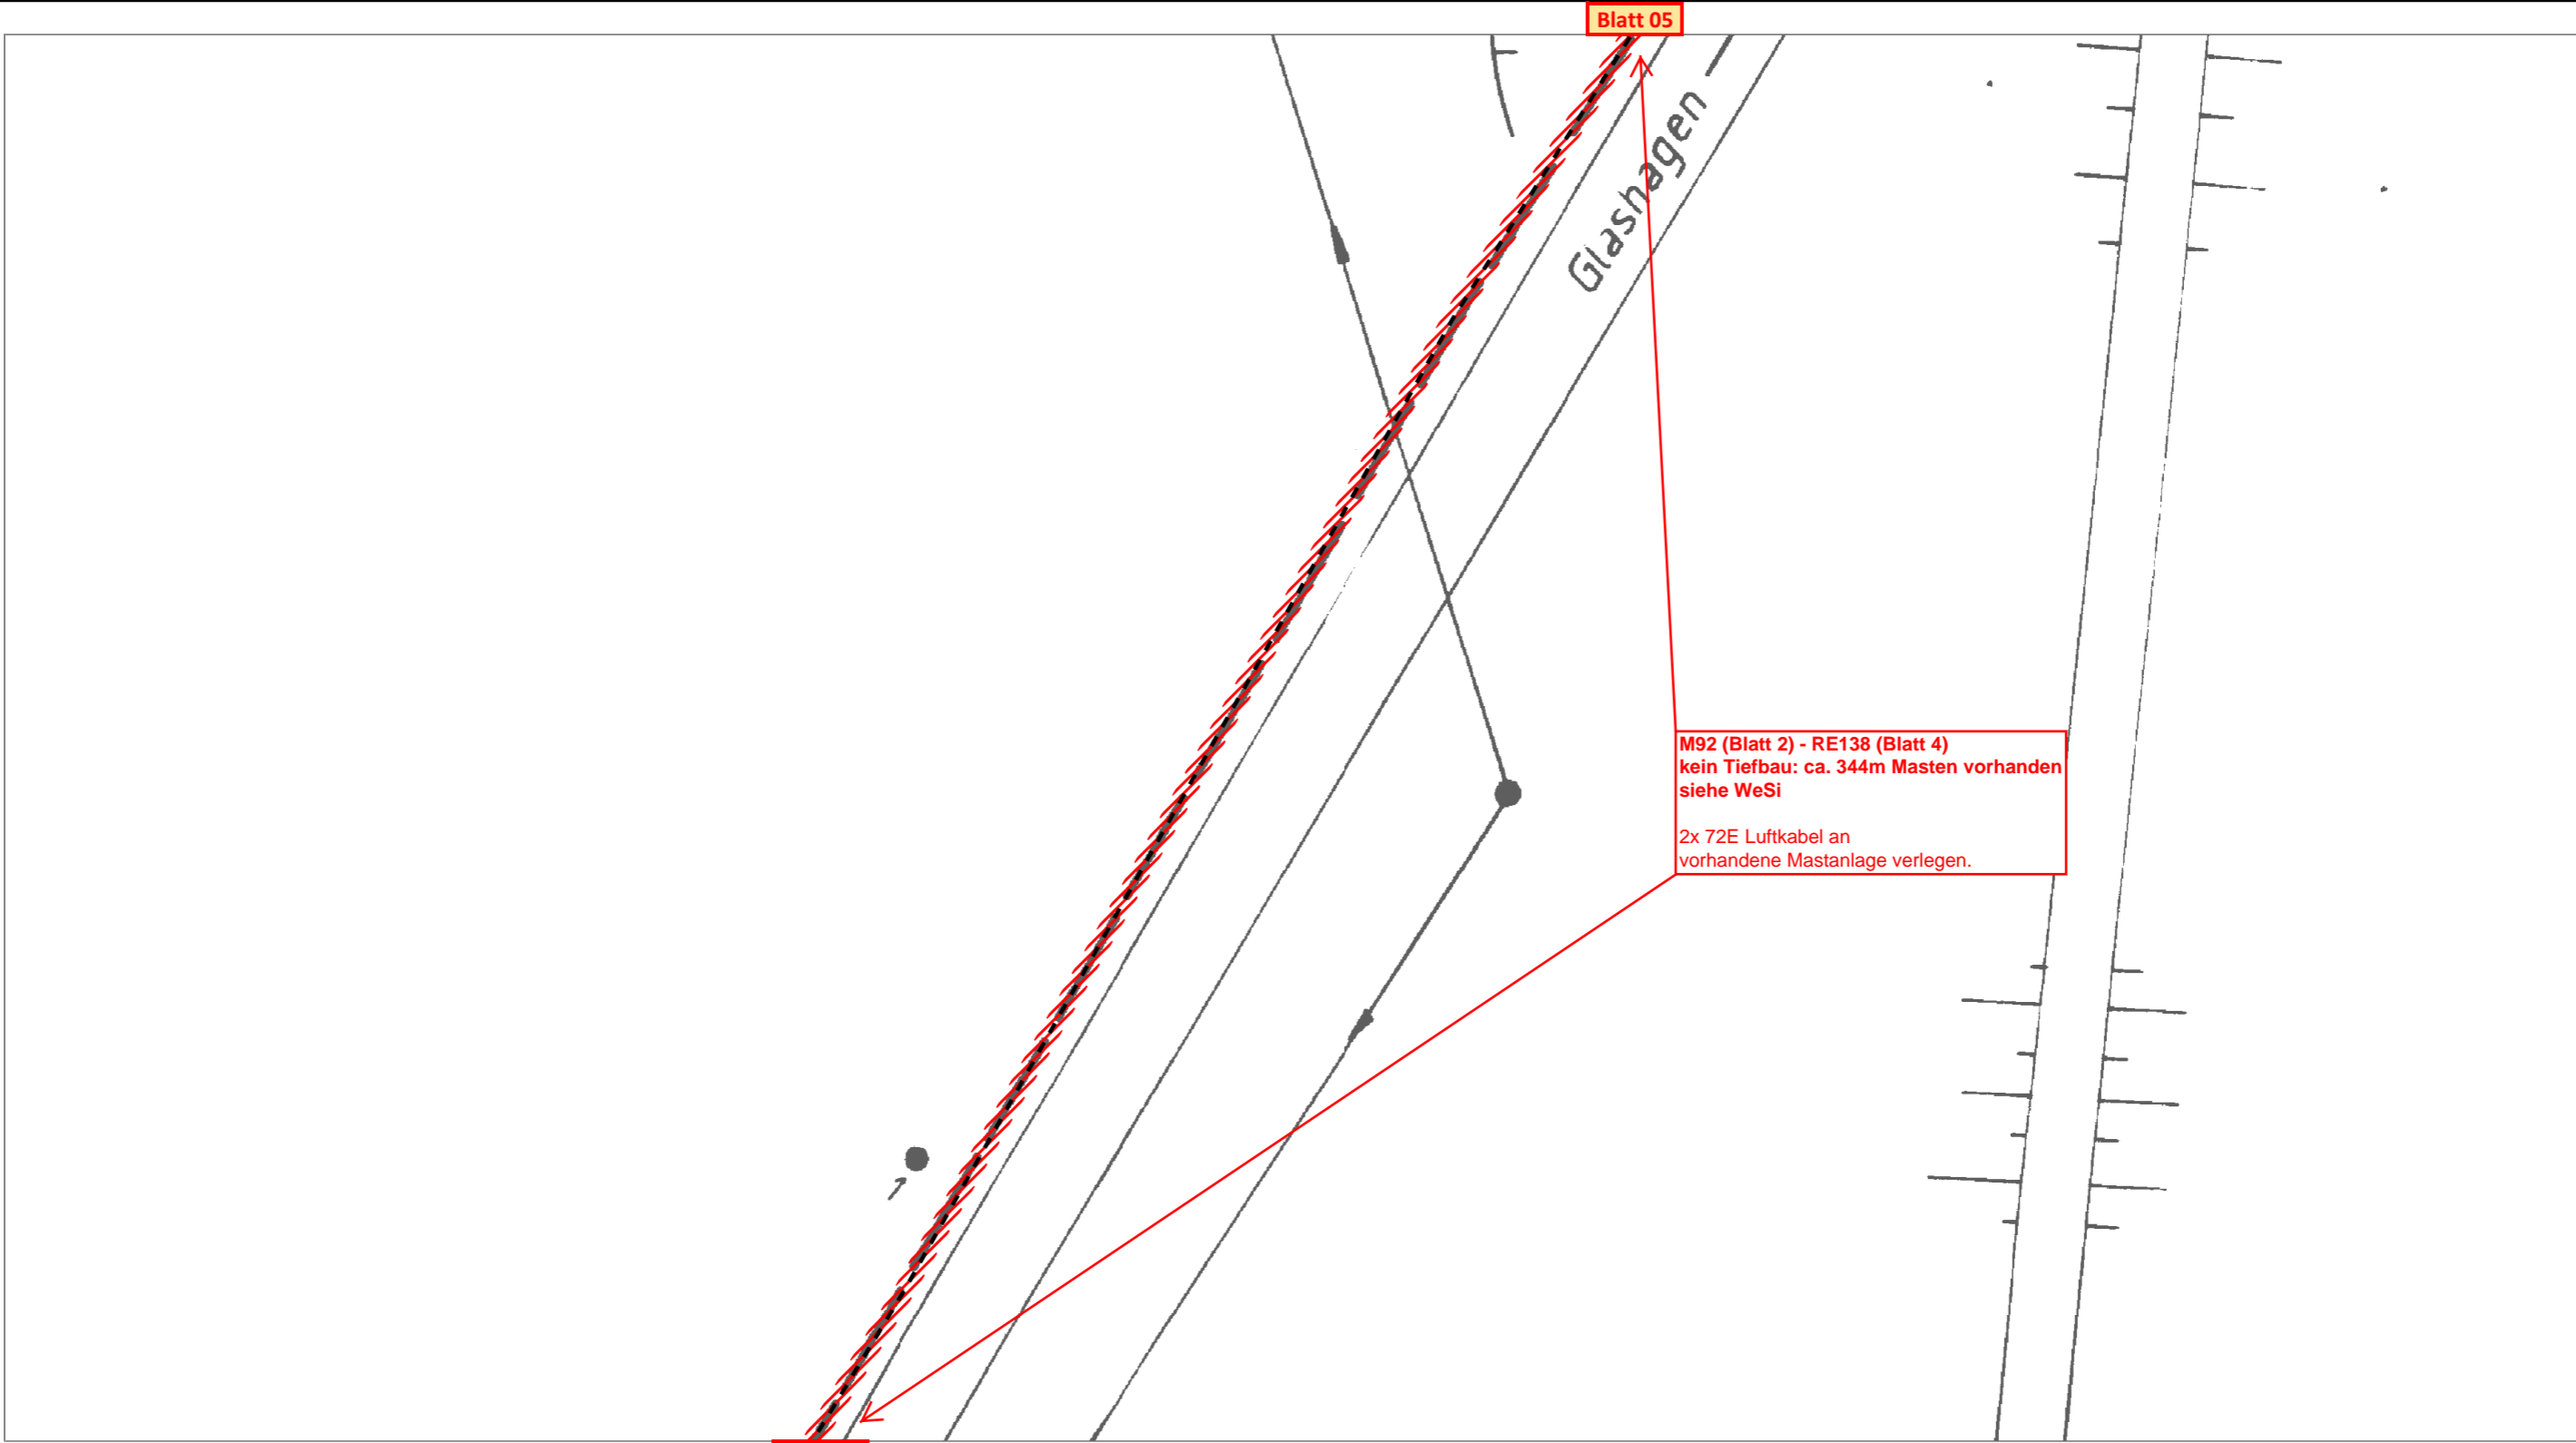 Blatt 05
Glashagen
M92 (Blatt 2) - RE138 (Blatt 4)
kein Tiefbau: ca. 344m Masten vorhanden
siehe WeSi
2x 72E Luftkabel an
vorhandene Mastanlage verlegen.